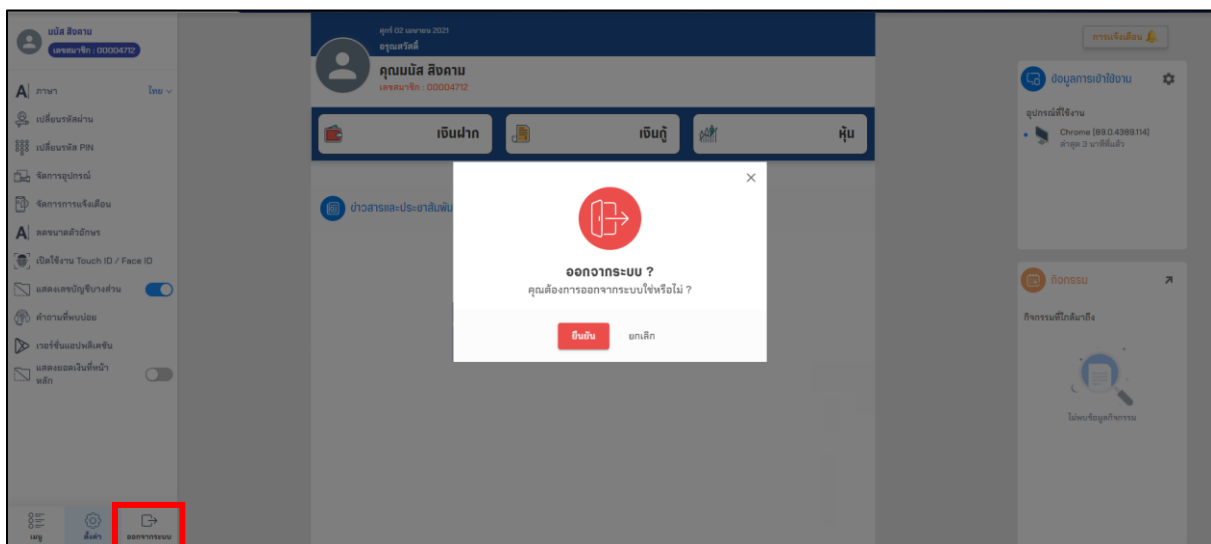 มนัส สิงคาม
เลขสมาชิก : 00004712
ภาษา
ไทย
เปลี่ยนรหัสผ่าน
เปลี่ยนรหัส PIN
จัดการอุปกรณ์
จัดการการแจ้งเตือน
ลดขนาดตัวอักษร
เปิดใช้งาน Touch ID / Face ID
แสดงเลขบัญชีบางส่วน
คำถามที่พบบ่อย
เวอร์ชั่นแอปพลิเคชัน
แสดงยอดเงินที่หน้า
หลัก
เมนู
ตั้งค่า
ออกจากระบบ
ศุกร์ 02 เมษายน 2021
อรุณสวัสดิ์
คุณมนัส สิงคาม
เลขสมาชิก : 00004712
เงินฝาก
เงินกู้
หุ้น
ข่าวสารและประชาสัมพัน
ออกจากระบบ ?
คุณต้องการออกจากระบบใช่หรือไม่ ?
ยืนยัน
ยกเลิก
การแจ้งเตือน
ข้อมูลการเข้าใช้งาน
อุปกรณ์ที่ใช้งาน
Chrome [89.0.4389.114]
ล่าสุด 3 นาทีที่แล้ว
กิจกรรม
กิจกรรมที่ใกล้มาถึง
ไม่พบข้อมูลกิจกรรม